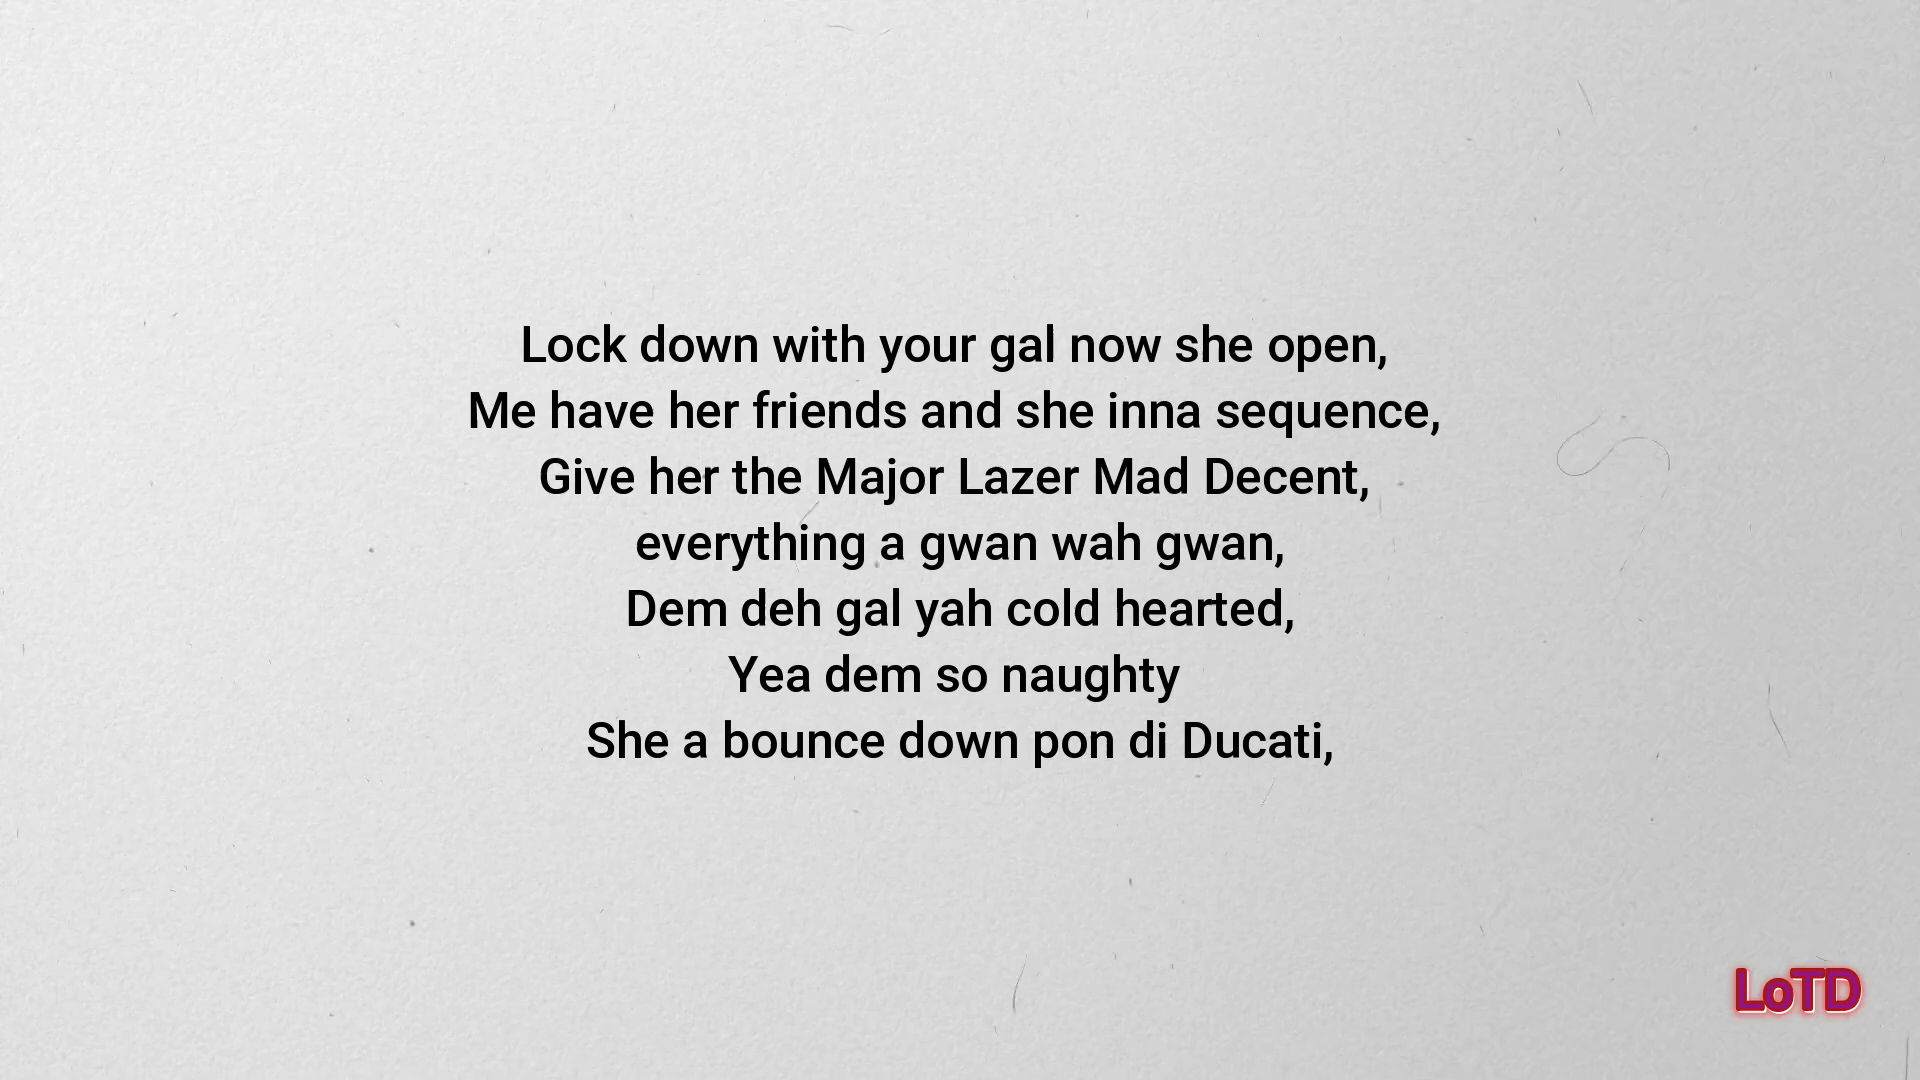 Lock down with your gal now she open,
Me have her friends and she inna sequence,
Give her the Major Lazer Mad Decent,
everything a gwan wah gwan,
Dem deh gal yah cold hearted,
Yea dem so naughty
She a bounce down pon di Ducati,
LoTD